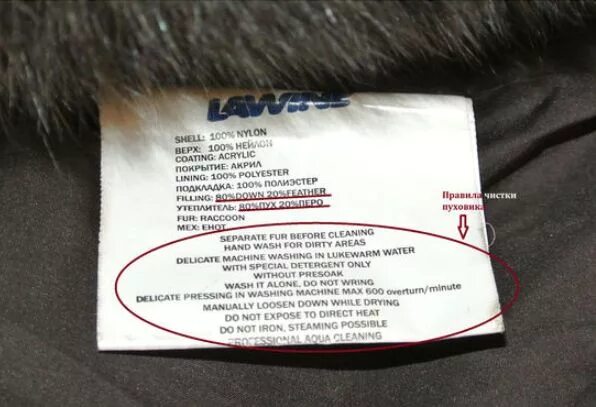 LAWINE
SHELL: 100% NYLON
ВЕРХ: 100% НЕЙЛОН
COATING: ACRYLIC
ПОКРЫТИЕ: АКРИЛ
LINING: 100% POLYESTER
ПОДКЛАДКА: 100% ПОЛИЭСТЕР
FILLING: 80%DOWN 20%FEATHER
УТЕПЛИТЕЛЬ: 80%ПУХ 20%ПЕРО
FUR: RACCOON
МЕХ: ЕНОТ
Правила чистки
пуховика
SEPARATE FUR BEFORE CLEANING
HAND WASH FOR DIRTY AREAS
DELICATE MACHINE WASHING IN LUKEWARM WATER
WITH SPECIAL DETERGENT ONLY
WITHOUT PRESOAK
WASH IT ALONE, DO NOT WRING
DELICATE PRESSING IN WASHING MACHINE MAX 600 overturn/minute
MANUALLY LOOSEN DOWN WHILE DRYING
DO NOT EXPOSE TO DIRECT HEAT
DO NOT IRON, STEAMING POSSIBLE
PROFESSIONAL AQUA CLEANING